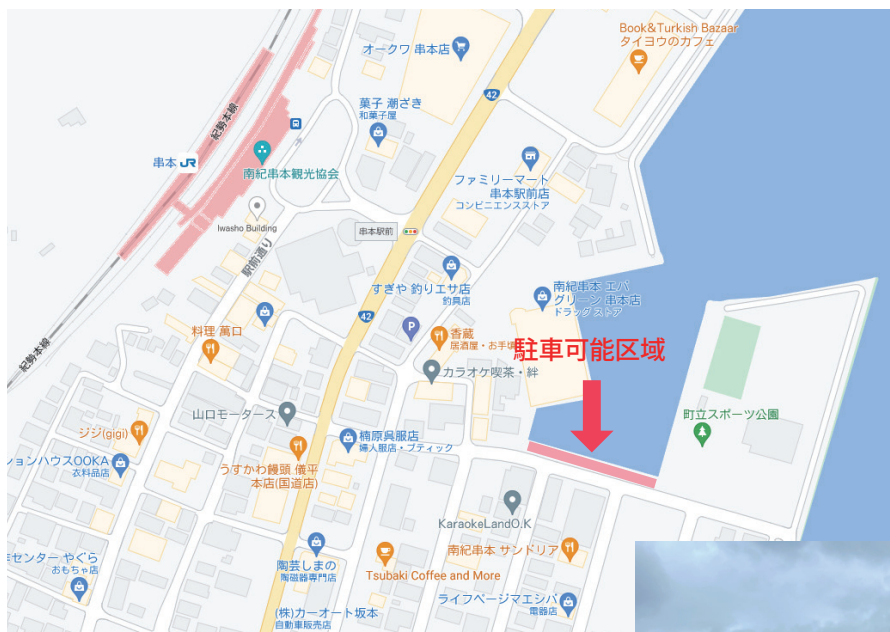 Book&Turkish Bazaar
タイヨウのカフェ
オークワ 串本店
42
菓子 潮ざき
和菓子屋
紀勢本線
串本 JR
南紀串本観光協会
ファミリーマート
串本駅前店
コンビニエンスストア
Iwasho Building
串本駅前
駅前通り
すぎや 釣りエサ店
釣具店
南紀串本 エバ
グリーン 串本店
ドラッグ ストア
42
P
料理 萬口
香蔵
居酒屋・お手頃
駐車可能区域
カラオケ喫茶・絆
紀勢本線
山口モータース
町立スポーツ公園
ジジ(gigi)
楠原呉服店
婦人服店・ブティック
ションハウスOOKA
衣料品店
うすかわ饅頭 儀平
本店(国道店)
KaraokeLandO.K
南紀串本 サンドリア
センター やぐら
おもちゃ店
陶芸しまの
陶磁器専門店
Tsubaki Coffee and More
ライフページマエシバ
電器店
(株)カーオート坂本
自動車販売店